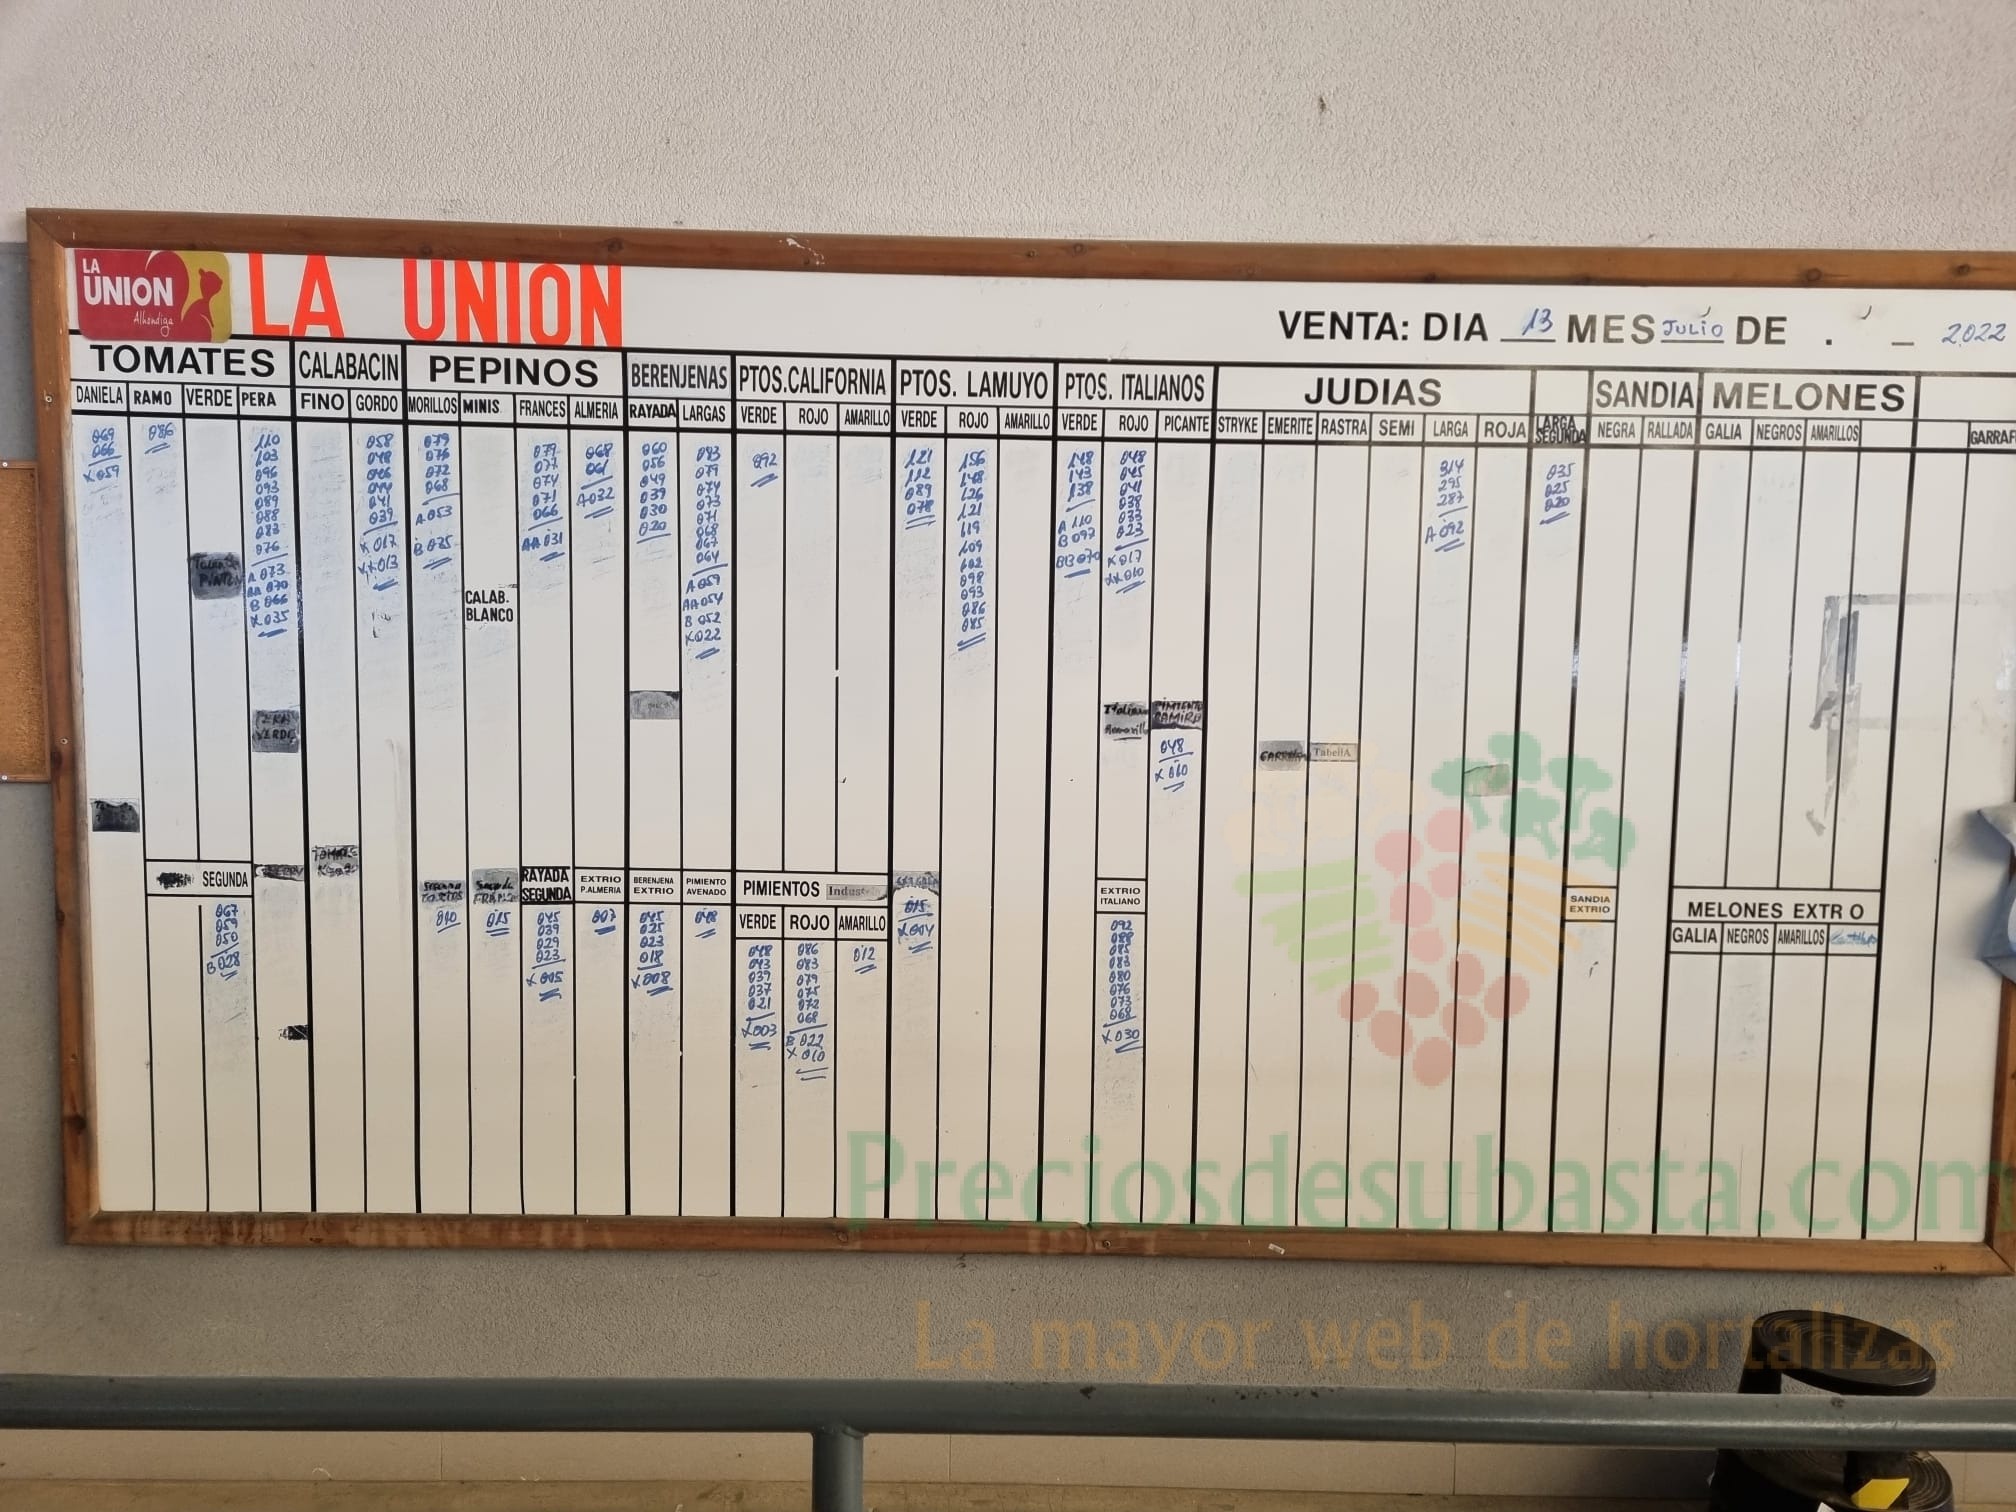 LA
UNION
Alhondiga
LA UNION
VENTA: DIA 13 MES JULIO DE . 2022
TOMATES CALABACIN PEPINOS BERENJENAS PTOS.CALIFORNIA PTOS. LAMUYO PTOS. ITALIANOS JUDIAS SANDIA MELONES
DANIELA RAMO VERDE PERA FINO GORDO MORILLOS MINIS FRANCES ALMERIA RAYADA LARGAS VERDE ROJO AMARILLO VERDE ROJO AMARILLO VERDE ROJO PICANTE STRYKE EMERITE RASTRA SEMI LARGA ROJA LARGA SEGUNDA NEGRA RALLADA GALIA NEGROS AMARILLOS GARRAF
069
066
X 059
086
110
103
096
093
089
088
083
076
A 073
AA 070
B 066
X 035
058
048
046
044
041
039
X 017
XX 013
079
076
072
068
A 053
B 035
079
077
074
071
066
AA 031
068
061
A 032
060
056
049
039
030
020
083
079
074
073
071
068
067
064
A 059
AA 054
B 052
X 022
092
121
112
089
078
156
148
126
121
119
109
102
098
093
086
085
148
143
138
A 110
B 097
BB 070
048
045
041
038
033
023
X 017
XX 010
314
295
287
A 092
035
025
020
CALAB.
BLANCO
PIMIENTO
RAMIRO
048
X 010
Italiano
Amarillo
TabellA
SEGUNDA
067
059
050
B 028
010
015
RAYADA
SEGUNDA
045
039
029
023
X 005
EXTRIO
P.ALMERIA
007
BERENJENA
EXTRIO
045
025
023
018
X 008
PIMIENTO
AVENADO
048
PIMIENTOS
VERDE ROJO AMARILLO
048
043
039
037
021
X 003
086
083
079
075
072
068
B 022
X 010
012
015
X 004
EXTRIO
ITALIANO
092
088
085
083
080
076
073
068
X 030
SANDIA
EXTRIO
MELONES EXTR O
GALIA NEGROS AMARILLOS
Preciosdesubasta.com
La mayor web de hortalizas